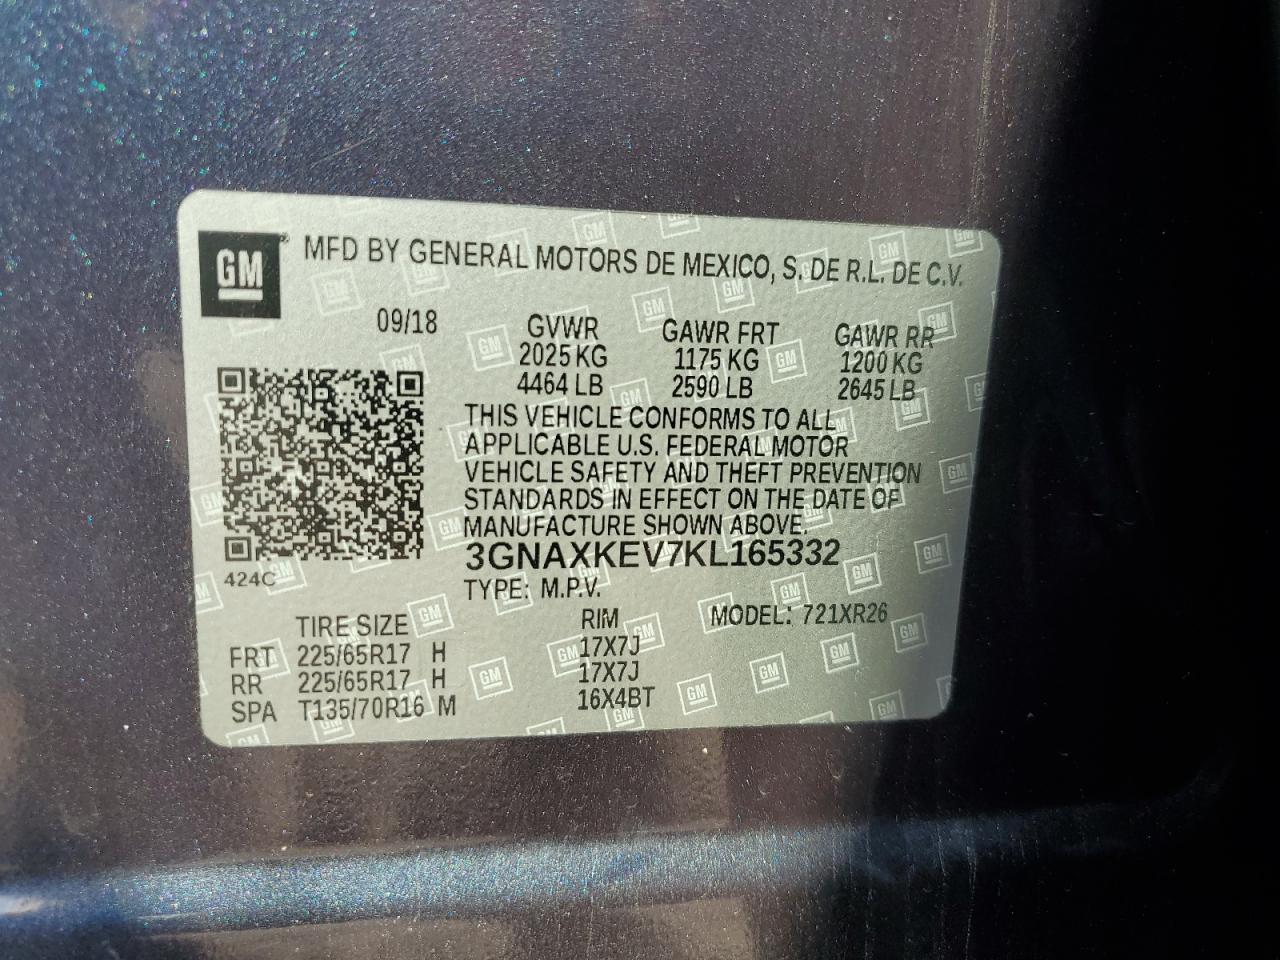 GM
MFD BY GENERAL MOTORS DE MEXICO, S. DE R.L. DE C.V.
09/18 GVWR GAWR FRT GAWR RR
2025 KG 1175 KG 1200 KG
4464 LB 2590 LB 2645 LB
THIS VEHICLE CONFORMS TO ALL
APPLICABLE U.S. FEDERAL MOTOR
VEHICLE SAFETY AND THEFT PREVENTION
STANDARDS IN EFFECT ON THE DATE OF
MANUFACTURE SHOWN ABOVE.
3GNAXKEV7KL165332
424C
TYPE: M.P.V.
TIRE SIZE RIM MODEL: 721XR26
FRT 225/65R17 H 17X7J
RR 225/65R17 H 17X7J
SPA T135/70R16 M 16X4BT